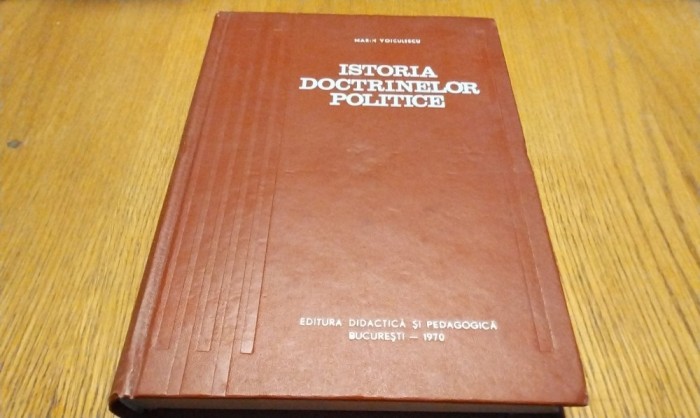 MARIN VOICULESCU
ISTORIA
DOCTRINELOR
POLITICE
EDITURA DIDACTICĂ ȘI PEDAGOGICĂ
BUCUREȘTI — 1970